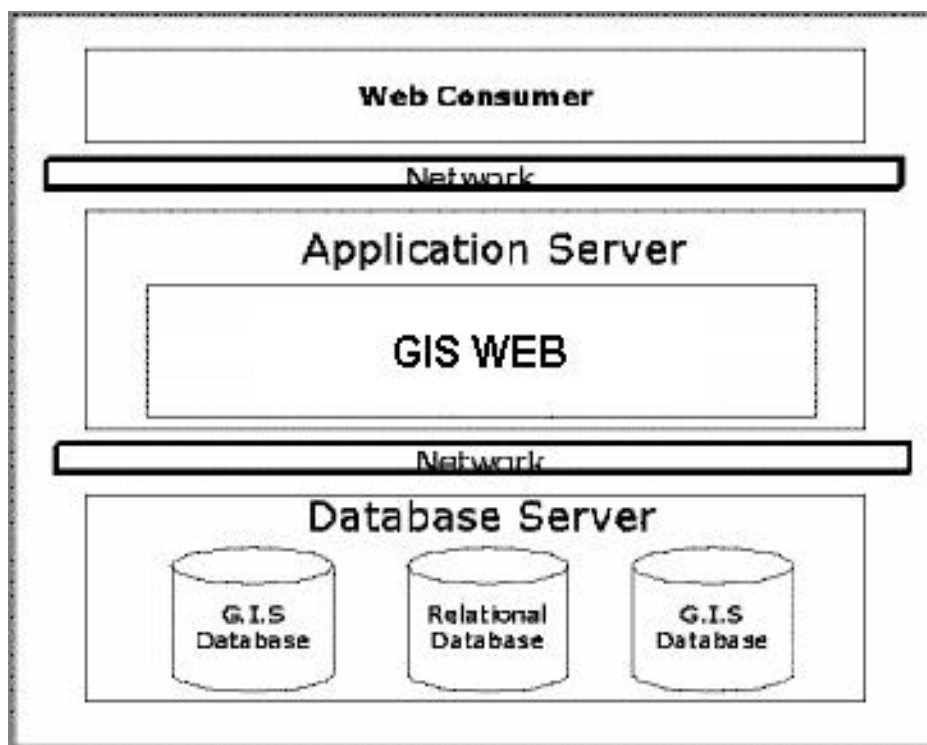 Web Consumer
Network
Application Server
GIS WEB
Network
Database Server
G.I.S
Database
Relational
Database
G.I.S
Database